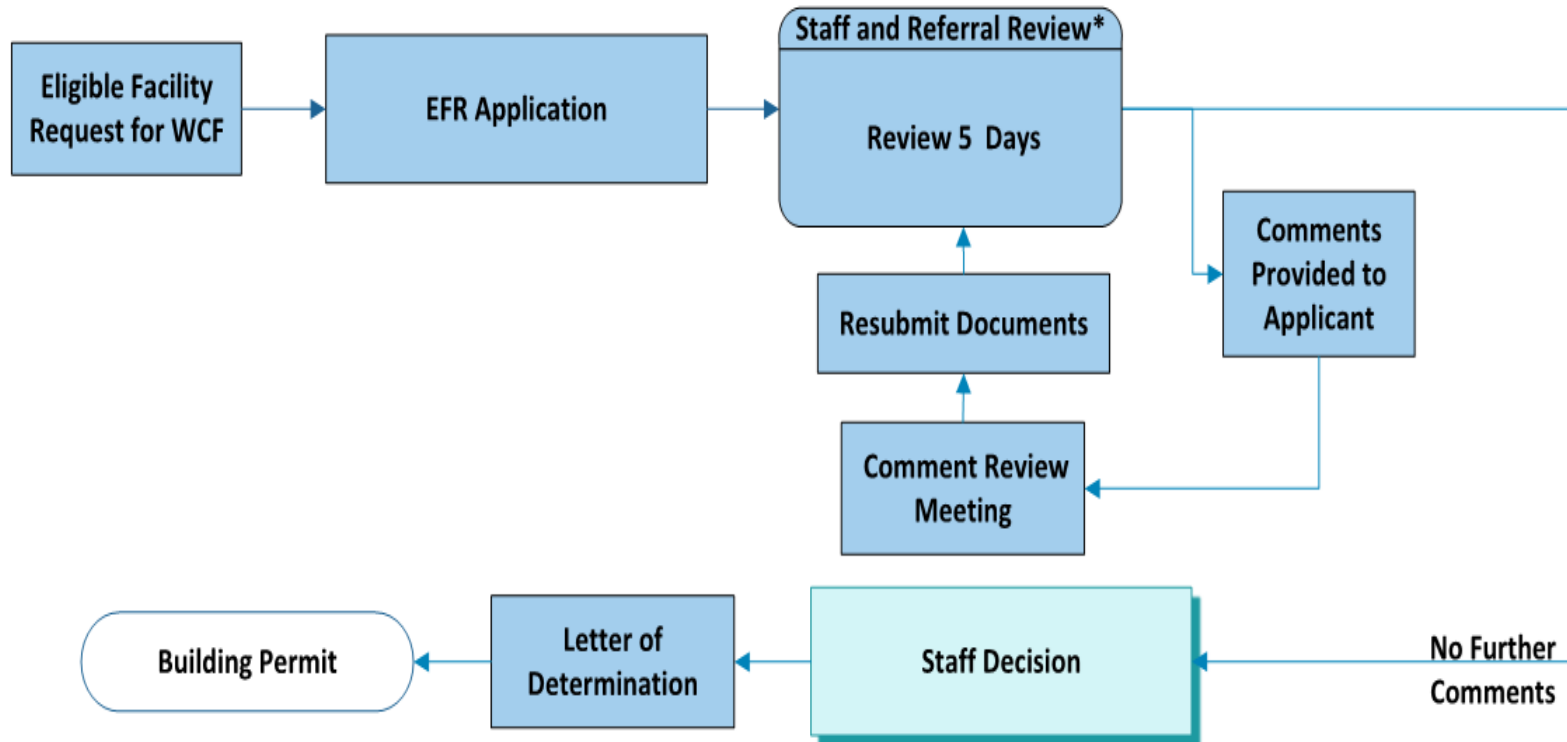 Eligible Facility
Request for WCF
EFR Application
Staff and Referral Review*
Review 5 Days
Comments
Provided to
Applicant
Resubmit Documents
Comment Review
Meeting
Building Permit
Letter of
Determination
Staff Decision
No Further
Comments